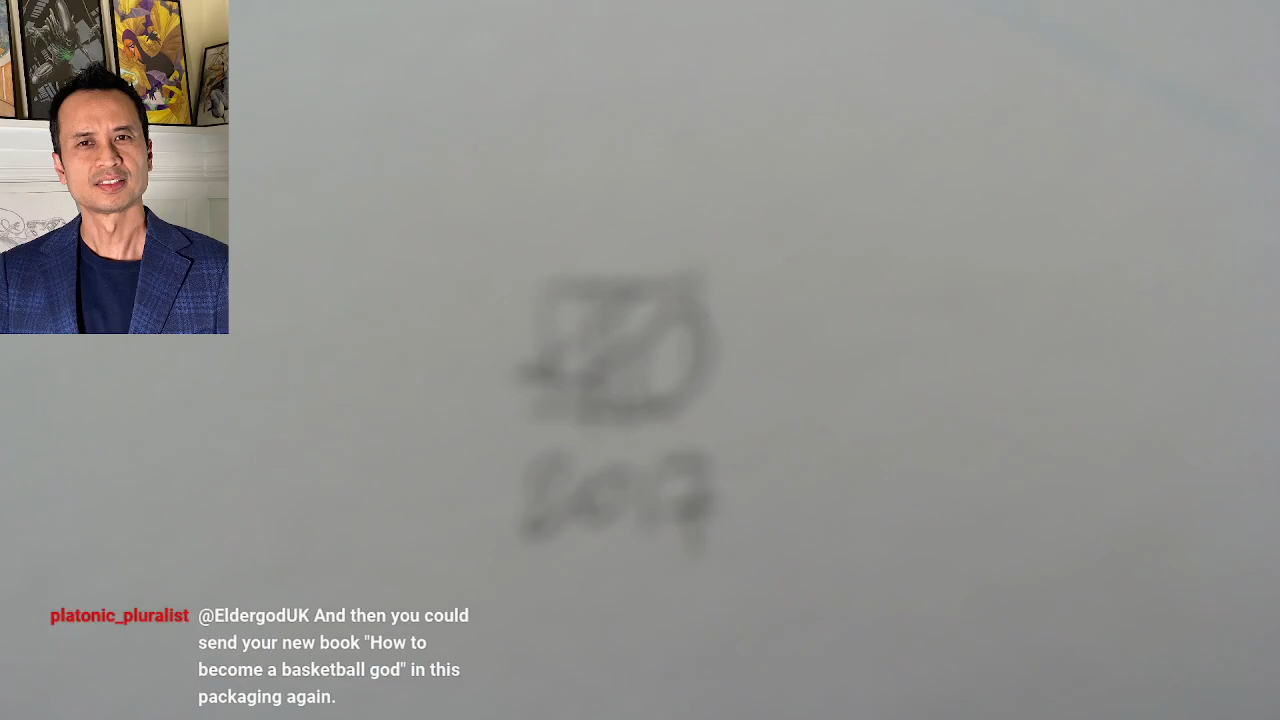 2017
platonic_pluralist @EldergodUK And then you could
send your new book "How to
become a basketball god" in this
packaging again.